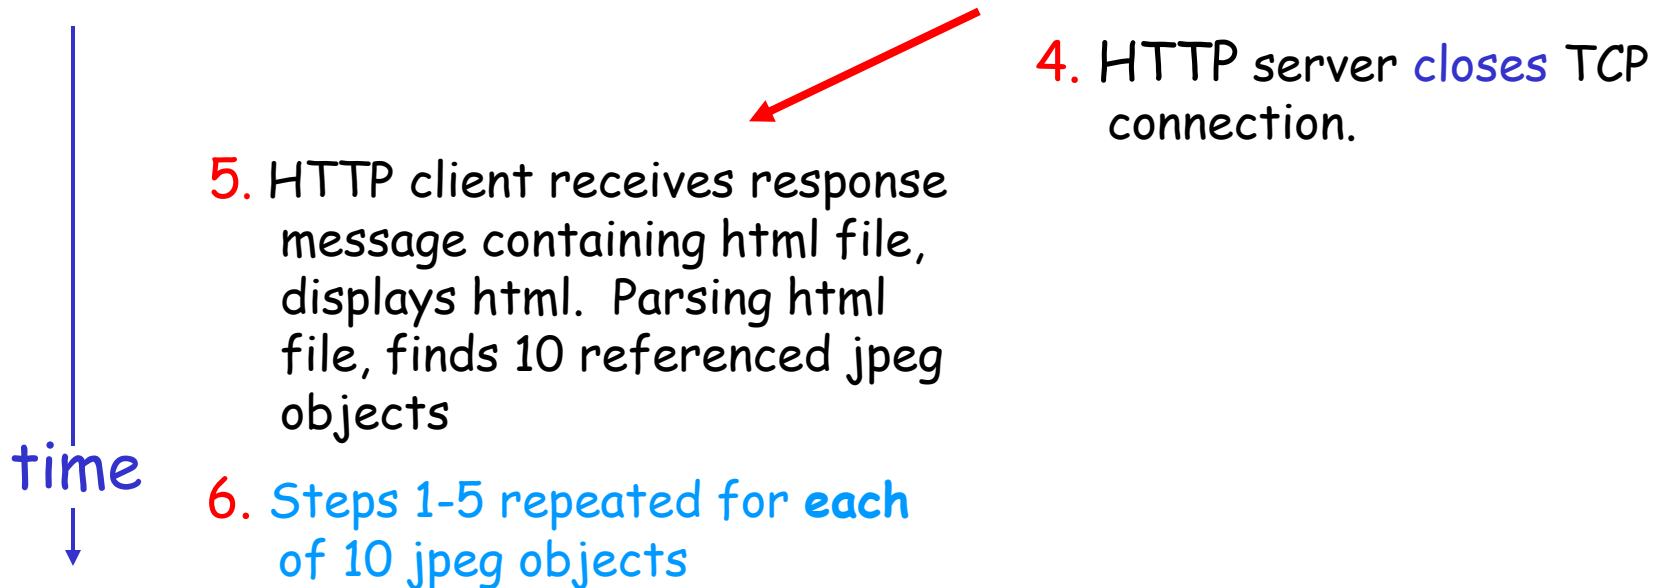 4. HTTP server closes TCP
connection.
5. HTTP client receives response
message containing html file,
displays html.  Parsing html
file, finds 10 referenced jpeg
objects
time
6. Steps 1-5 repeated for each
of 10 jpeg objects